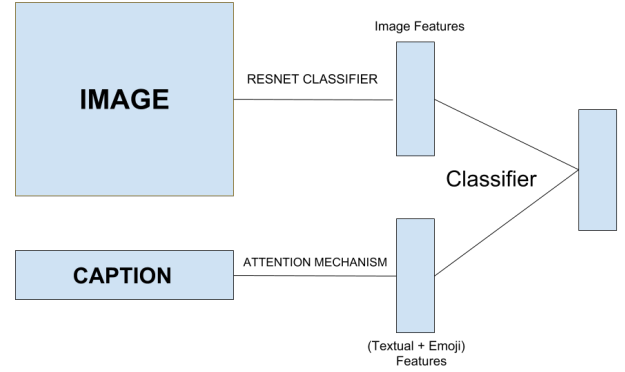 Image Features
RESNET CLASSIFIER
IMAGE
Classifier
ATTENTION MECHANISM
CAPTION
(Textual + Emoji)
Features